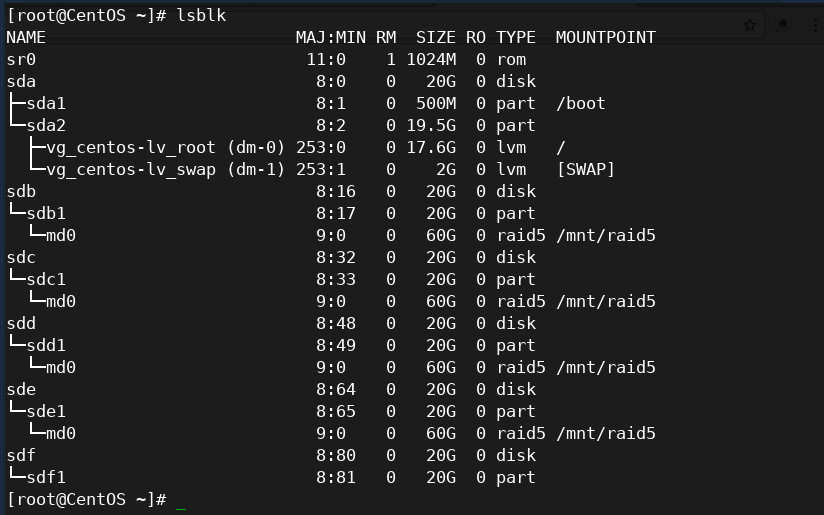 [root@CentOS ~]# lsblk
NAME                         MAJ:MIN RM  SIZE RO TYPE  MOUNTPOINT
sr0                           11:0    1 1024M  0 rom
sda                            8:0    0   20G  0 disk
├─sda1                         8:1    0  500M  0 part  /boot
└─sda2                         8:2    0 19.5G  0 part
  ├─vg_centos-lv_root (dm-0) 253:0    0 17.6G  0 lvm   /
  └─vg_centos-lv_swap (dm-1) 253:1    0    2G  0 lvm   [SWAP]
sdb                            8:16   0   20G  0 disk
└─sdb1                         8:17   0   20G  0 part
  └─md0                        9:0    0   60G  0 raid5 /mnt/raid5
sdc                            8:32   0   20G  0 disk
└─sdc1                         8:33   0   20G  0 part
  └─md0                        9:0    0   60G  0 raid5 /mnt/raid5
sdd                            8:48   0   20G  0 disk
└─sdd1                         8:49   0   20G  0 part
  └─md0                        9:0    0   60G  0 raid5 /mnt/raid5
sde                            8:64   0   20G  0 disk
└─sde1                         8:65   0   20G  0 part
  └─md0                        9:0    0   60G  0 raid5 /mnt/raid5
sdf                            8:80   0   20G  0 disk
└─sdf1                         8:81   0   20G  0 part
[root@CentOS ~]# _